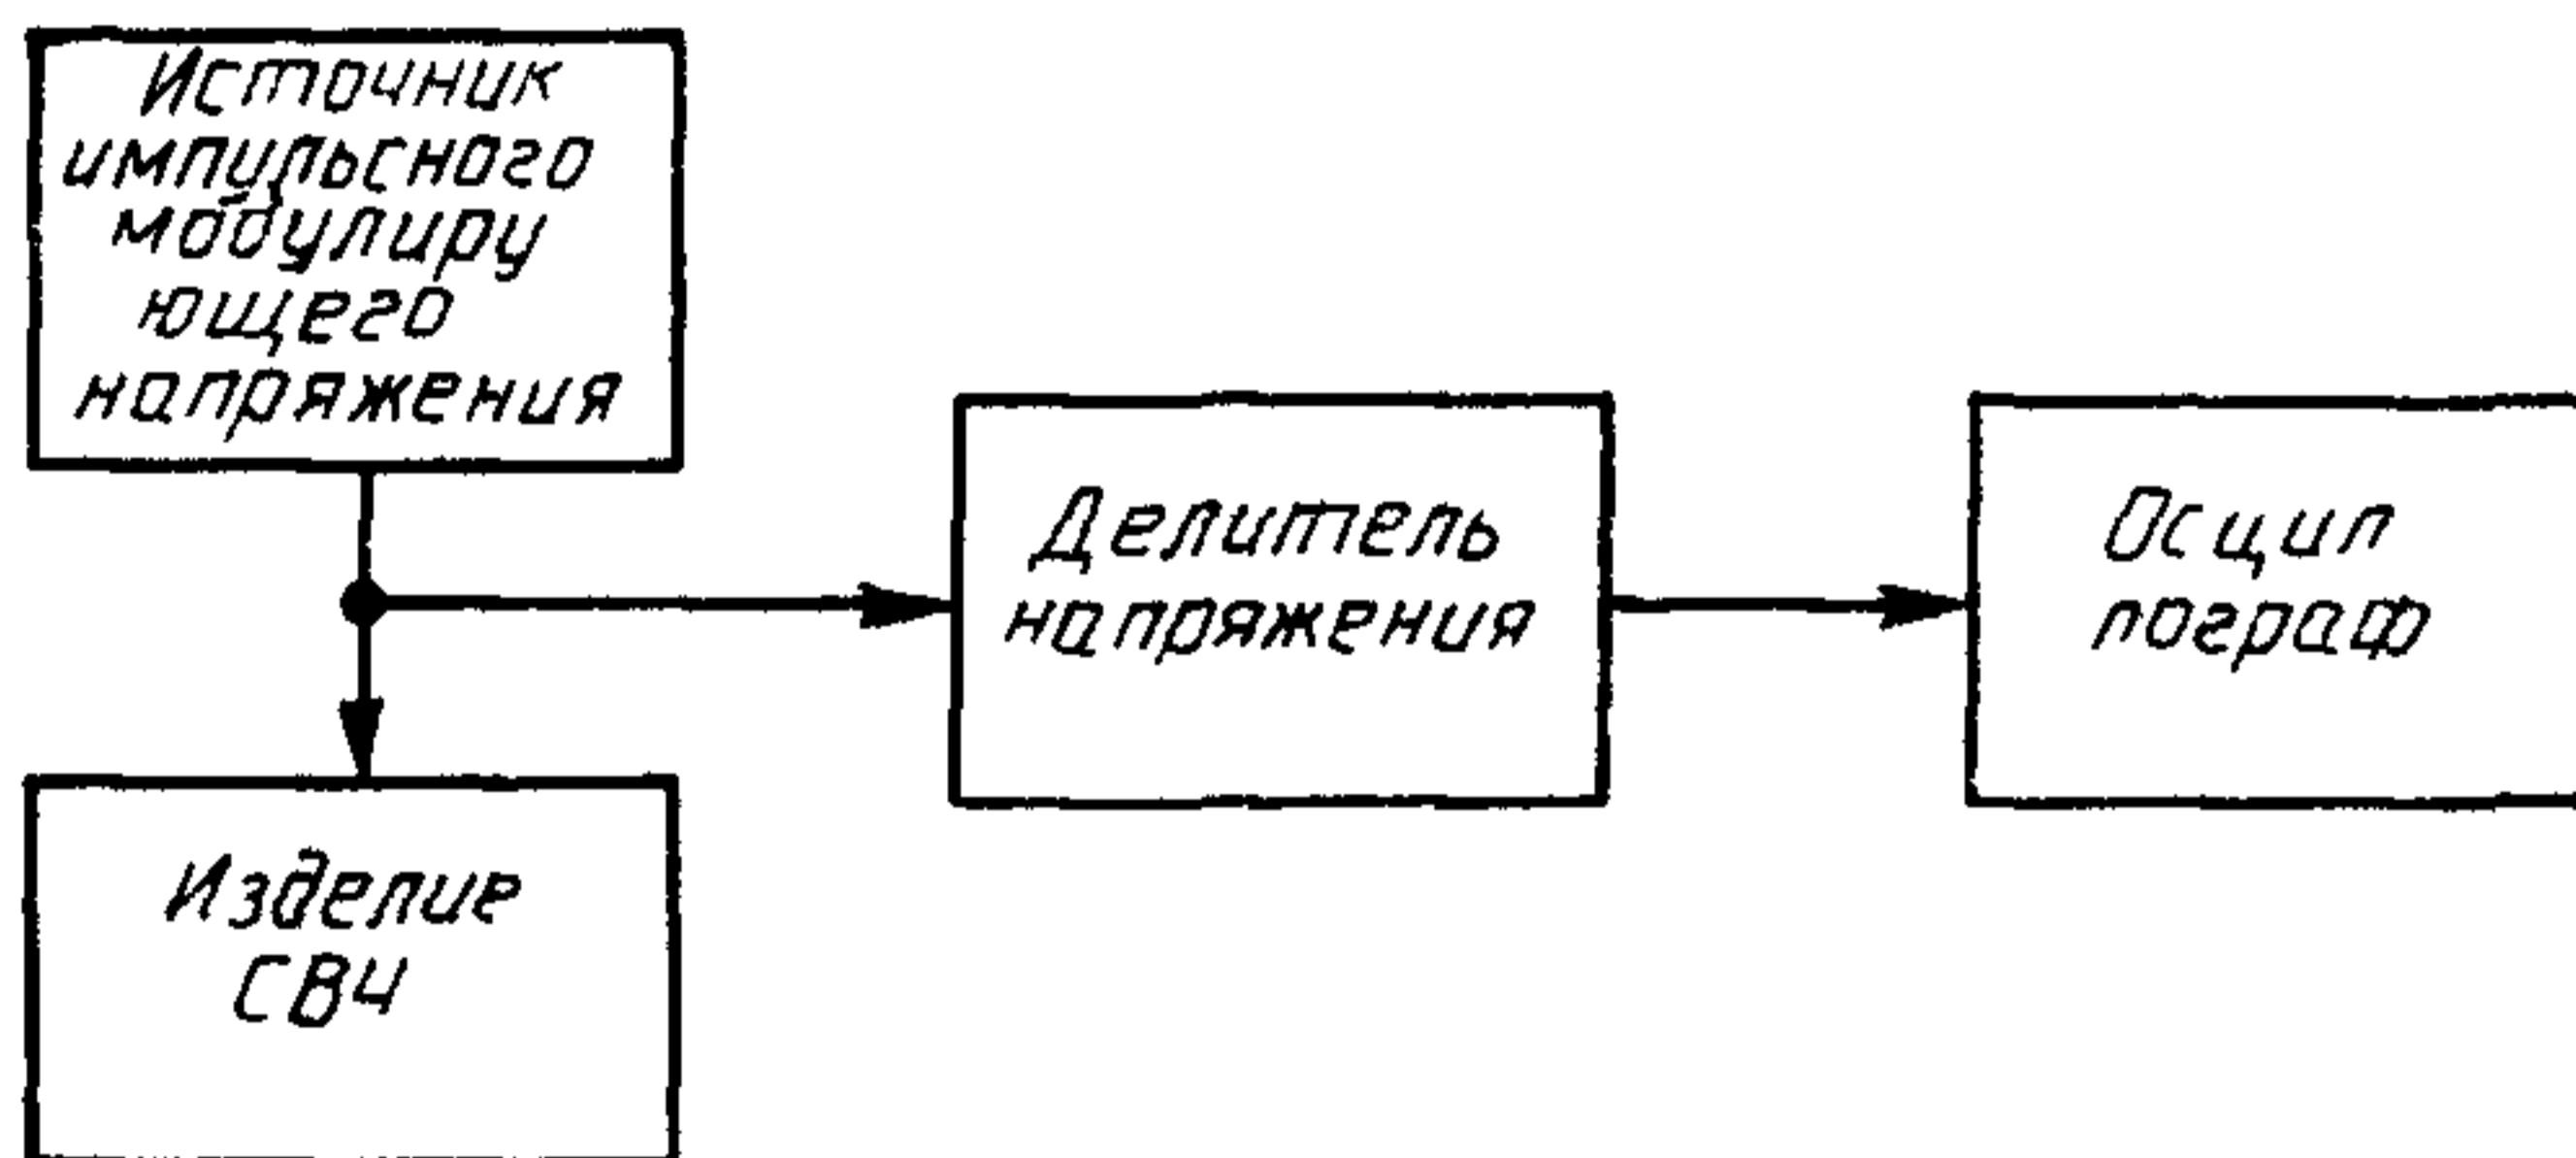 Источник
импульсного
модулиру
ющего
напряжения
Делитель
напряжения
Осцил
лограф
Изделие
СВЧ